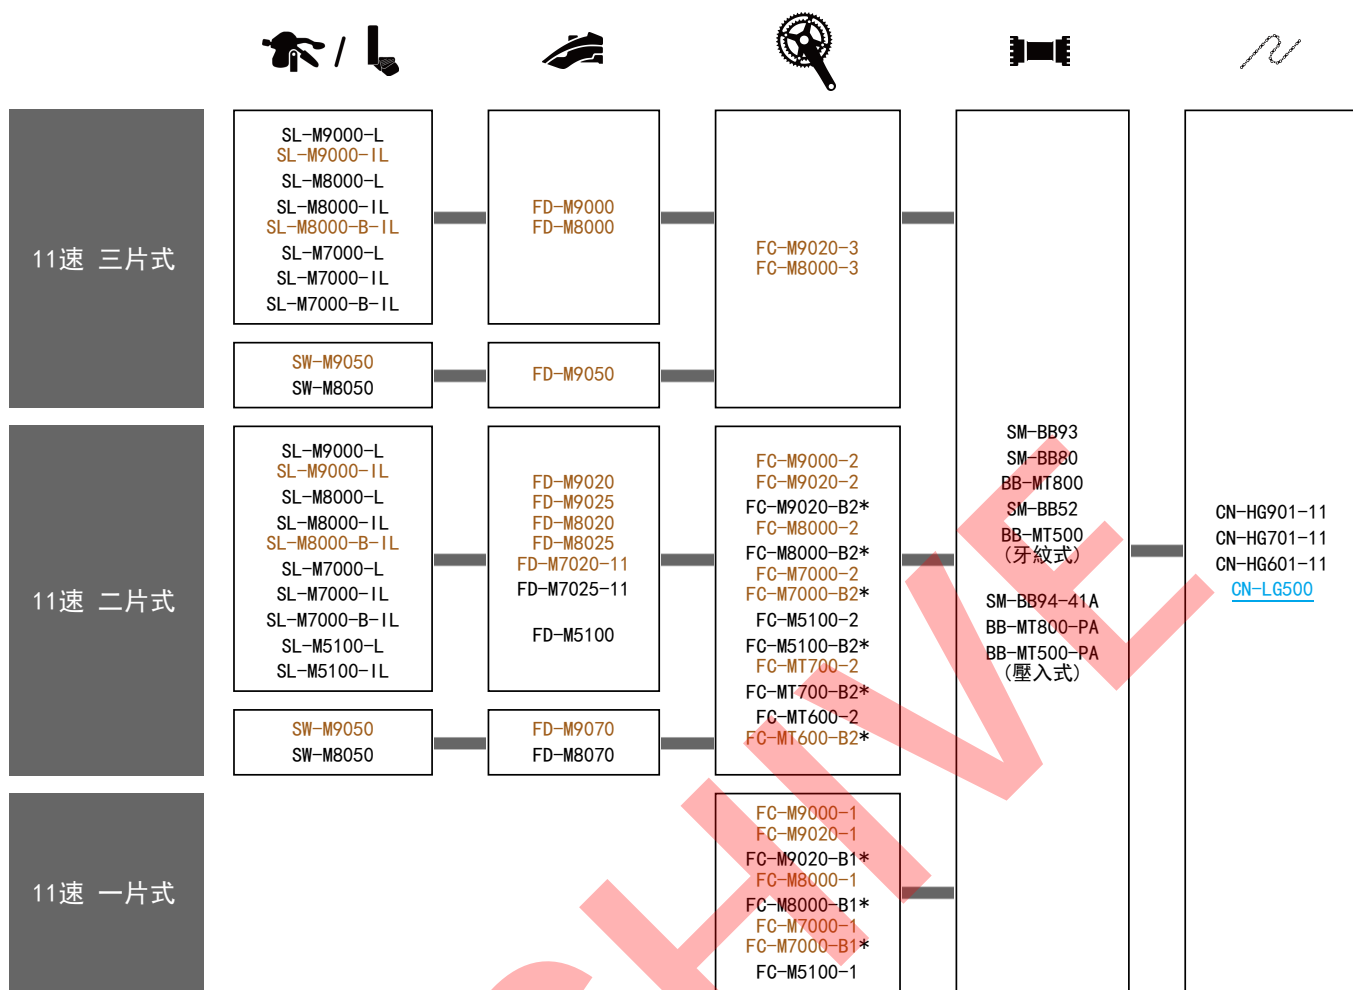 11速 三片式
SL-M9000-L
SL-M9000-IL
SL-M8000-L
SL-M8000-IL
SL-M8000-B-IL
SL-M7000-L
SL-M7000-IL
SL-M7000-B-IL
FD-M9000
FD-M8000
SW-M9050
SW-M8050
FD-M9050
FC-M9020-3
FC-M8000-3
11速 二片式
SL-M9000-L
SL-M9000-IL
SL-M8000-L
SL-M8000-IL
SL-M8000-B-IL
SL-M7000-L
SL-M7000-IL
SL-M7000-B-IL
SL-M5100-L
SL-M5100-IL
FD-M9020
FD-M9025
FD-M8020
FD-M8025
FD-M7020-11
FD-M7025-11
FD-M5100
SW-M9050
SW-M8050
FD-M9070
FD-M8070
FC-M9000-2
FC-M9020-2
FC-M9020-B2*
FC-M8000-2
FC-M8000-B2*
FC-M7000-2
FC-M7000-B2*
FC-M5100-2
FC-M5100-B2*
FC-MT700-2
FC-MT700-B2*
FC-MT600-2
FC-MT600-B2*
11速 一片式
FC-M9000-1
FC-M9020-1
FC-M9020-B1*
FC-M8000-1
FC-M8000-B1*
FC-M7000-1
FC-M7000-B1*
FC-M5100-1
SM-BB93
SM-BB80
BB-MT800
SM-BB52
BB-MT500
(牙紋式)
SM-BB94-41A
BB-MT800-PA
BB-MT500-PA
(壓入式)
CN-HG901-11
CN-HG701-11
CN-HG601-11
CN-LG500